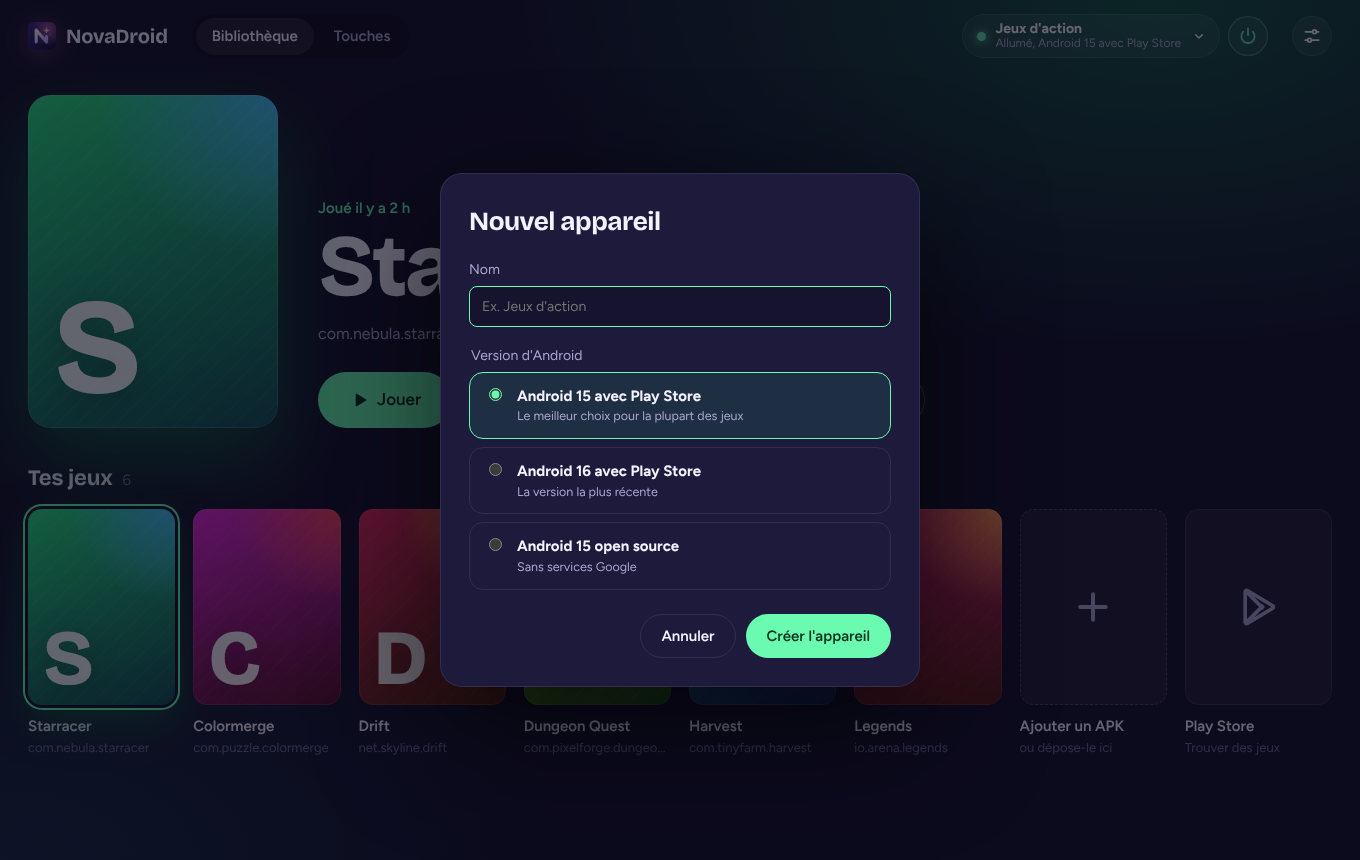 NovaDroid
Bibliothèque
Touches
Jeux d'action
Allumé, Android 15 avec Play Store
S
Joué il y a 2 h
Sta
com.nebula.starra
Jouer
Nouvel appareil
Nom
Ex. Jeux d'action
Version d'Android
Android 15 avec Play Store
Le meilleur choix pour la plupart des jeux
Android 16 avec Play Store
La version la plus récente
Android 15 open source
Sans services Google
Annuler
Créer l'appareil
Tes jeux 6
S
C
D
Starracer
com.nebula.starracer
Colormerge
com.puzzle.colormerge
Drift
net.skyline.drift
Dungeon Quest
com.pixelforge.dungeo...
Harvest
com.tinyfarm.harvest
Legends
io.arena.legends
Ajouter un APK
ou dépose-le ici
Play Store
Trouver des jeux